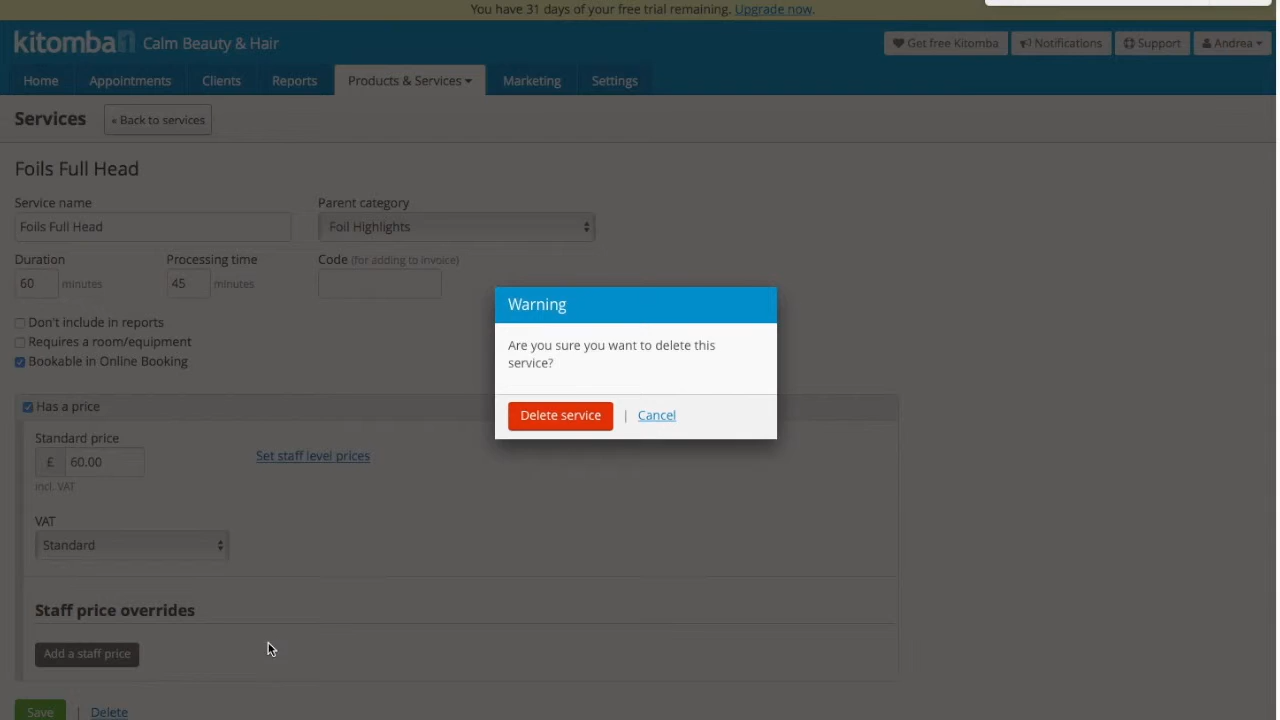 You have 31 days of your free trial remaining. Upgrade now.
kitomba Calm Beauty & Hair
Get free Kitomba
Notifications
Support
Andrea
Home
Appointments
Clients
Reports
Products & Services
Marketing
Settings
Services
« Back to services
Foils Full Head
Service name
Parent category
Foils Full Head
Foil Highlights
Duration
Processing time
Code (for adding to invoice)
60 minutes
45 minutes
Don't include in reports
Requires a room/equipment
Bookable in Online Booking
Warning
Are you sure you want to delete this
service?
Delete service | Cancel
Has a price
Standard price
£ 60.00
Set staff level prices
incl. VAT
VAT
Standard
Staff price overrides
Add a staff price
Save | Delete